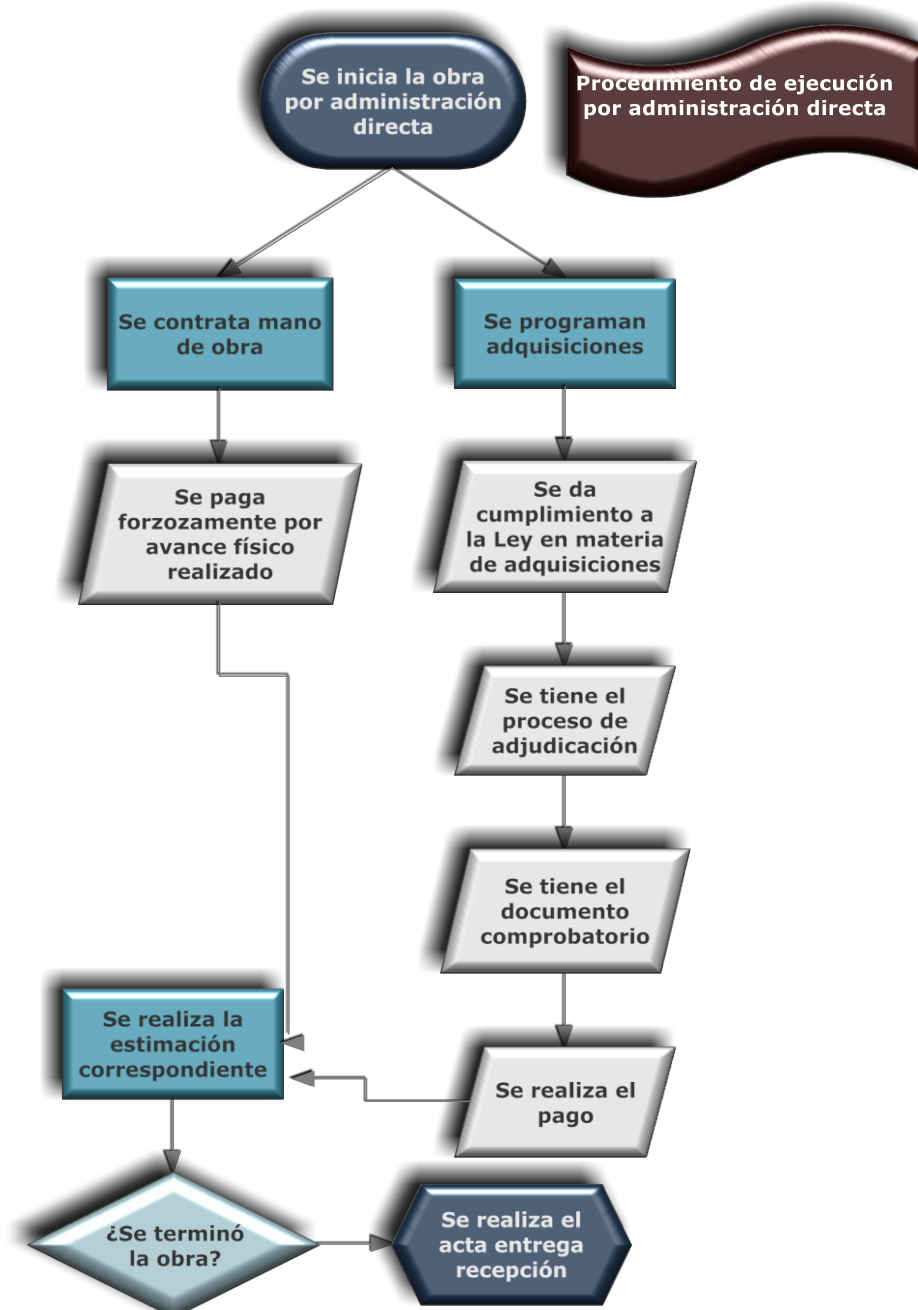 Se inicia la obra
por administración
directa
Procedimiento de ejecución
por administración directa
Se contrata mano
de obra
Se programan
adquisiciones
Se paga
forzozamente por
avance físico
realizado
Se da
cumplimiento a
la Ley en materia
de adquisiciones
Se tiene el
proceso de
adjudicación
Se tiene el
documento
comprobatorio
Se realiza la
estimación
correspondiente
Se realiza el
pago
¿Se terminó
la obra?
Se realiza el
acta entrega
recepción